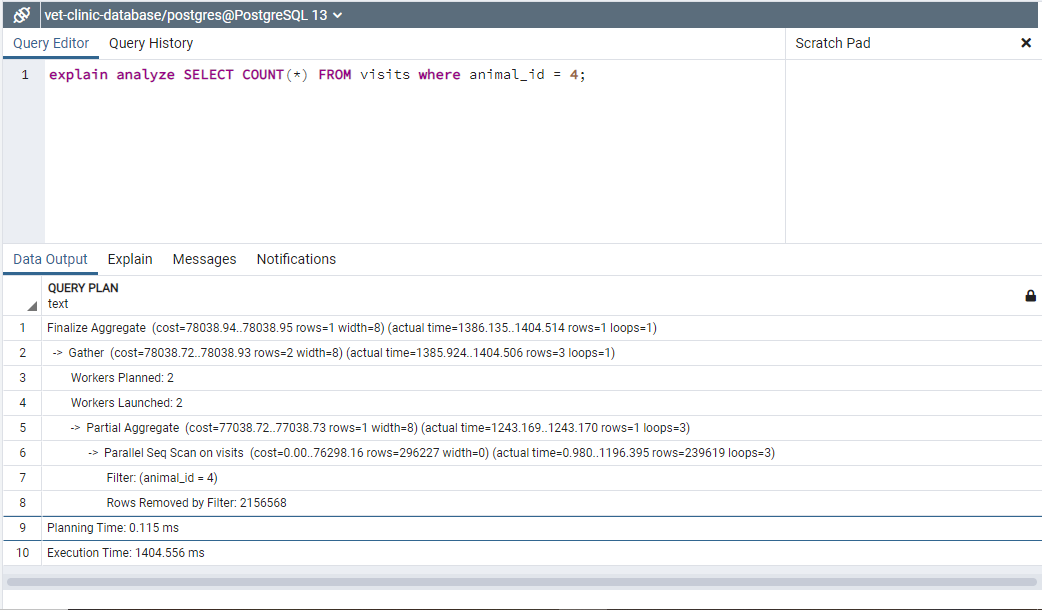 vet-clinic-database/postgres@PostgreSQL 13
Query Editor Query History Scratch Pad
1 explain analyze SELECT COUNT(*) FROM visits where animal_id = 4;
Data Output Explain Messages Notifications
QUERY PLAN
text
1 Finalize Aggregate (cost=78038.94..78038.95 rows=1 width=8) (actual time=1386.135..1404.514 rows=1 loops=1)
2 -> Gather (cost=78038.72..78038.93 rows=2 width=8) (actual time=1385.924..1404.506 rows=3 loops=1)
3 Workers Planned: 2
4 Workers Launched: 2
5 -> Partial Aggregate (cost=77038.72..77038.73 rows=1 width=8) (actual time=1243.169..1243.170 rows=1 loops=3)
6 -> Parallel Seq Scan on visits (cost=0.00..76298.16 rows=296227 width=0) (actual time=0.980..1196.395 rows=239619 loops=3)
7 Filter: (animal_id = 4)
8 Rows Removed by Filter: 2156568
9 Planning Time: 0.115 ms
10 Execution Time: 1404.556 ms